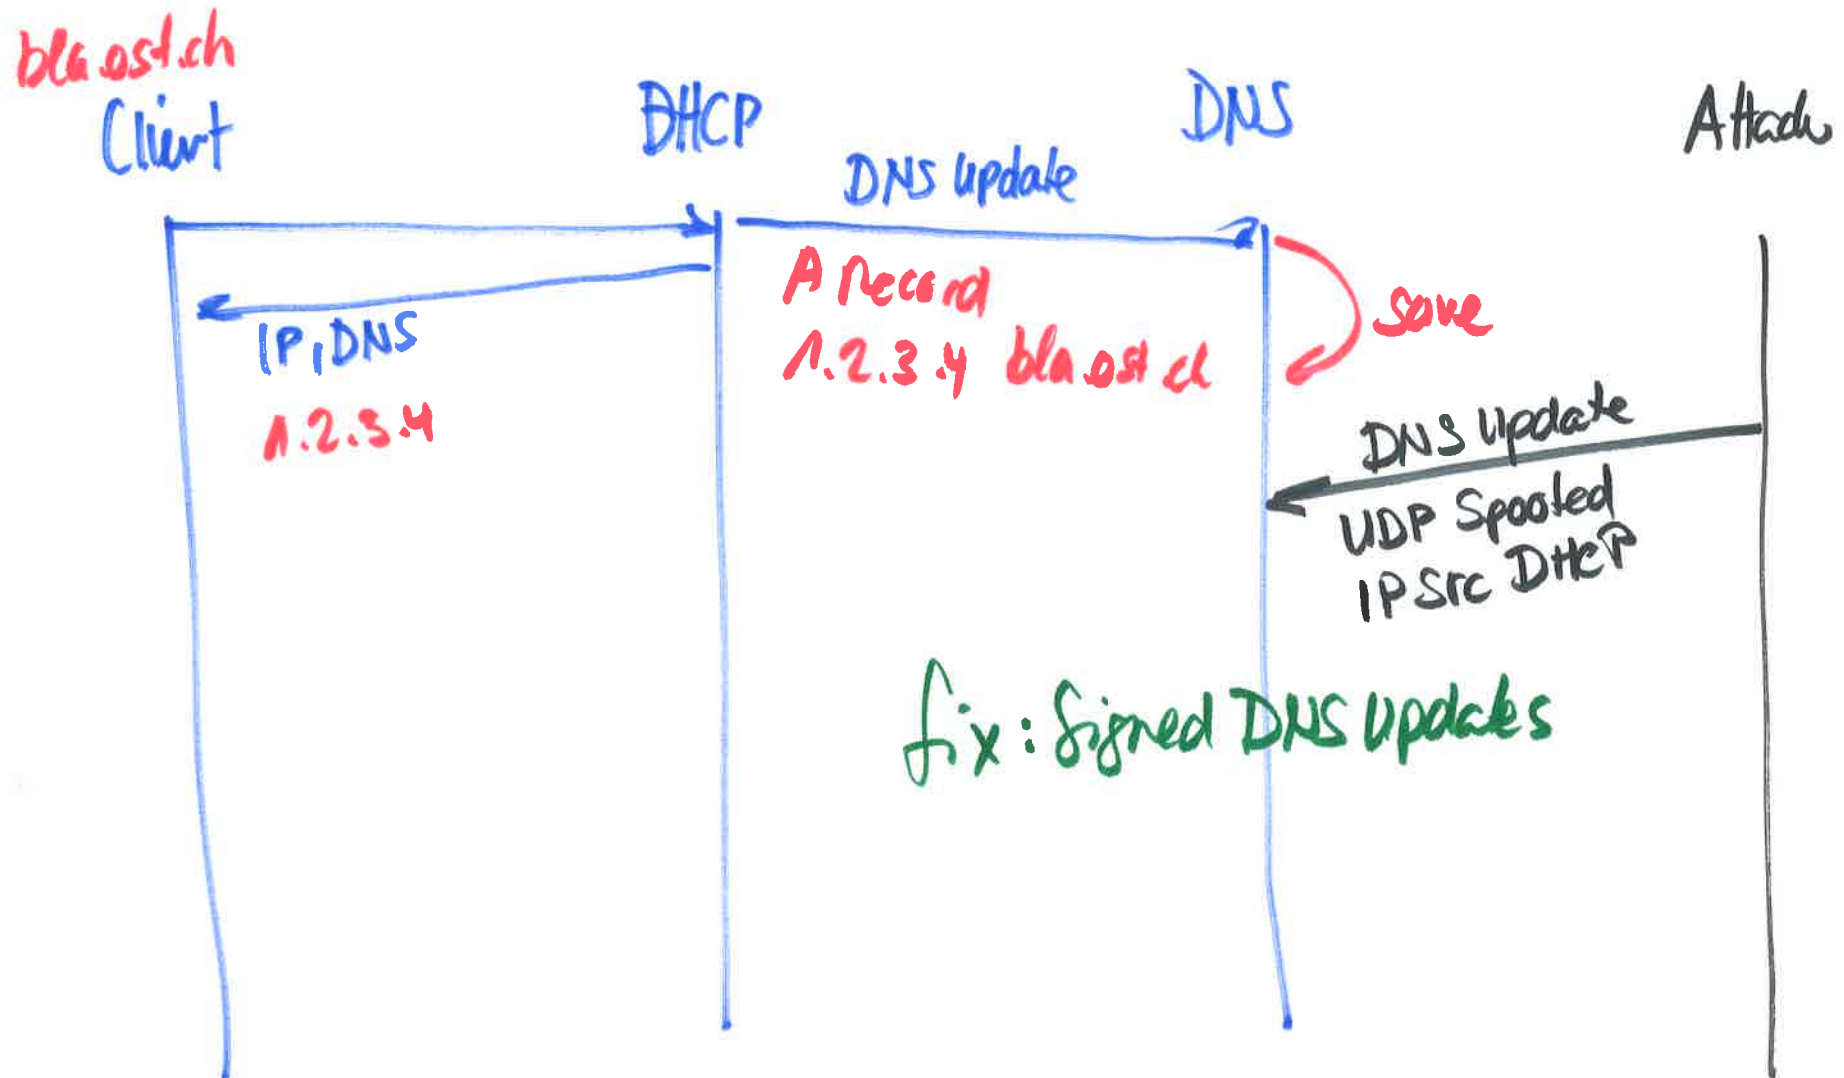 bla.ost.ch
Client
DHCP
DNS
DNS Update
A Record
1.2.3.4 bla.ost.ch
save
IP, DNS
1.2.3.4
DNS Update
UDP Spoofed
IP Src DHCP
fix: Signed DNS Updates